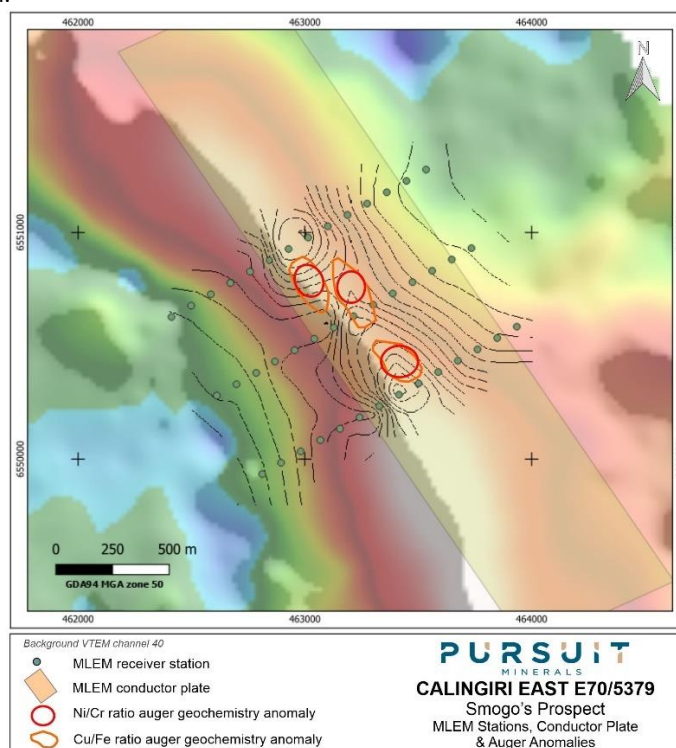 462000 463000 464000
N
6551000
6551000
6550000
6550000
0 250 500 m
GDA94 MGA zone 50
462000 463000 464000
Background VTEM channel 40
MLEM receiver station
MLEM conductor plate
Ni/Cr ratio auger geochemistry anomaly
Cu/Fe ratio auger geochemistry anomaly
PURSUIT
MINERALS
CALINGIRI EAST E70/5379
Smogo's Prospect
MLEM Stations, Conductor Plate
& Auger Anomalies